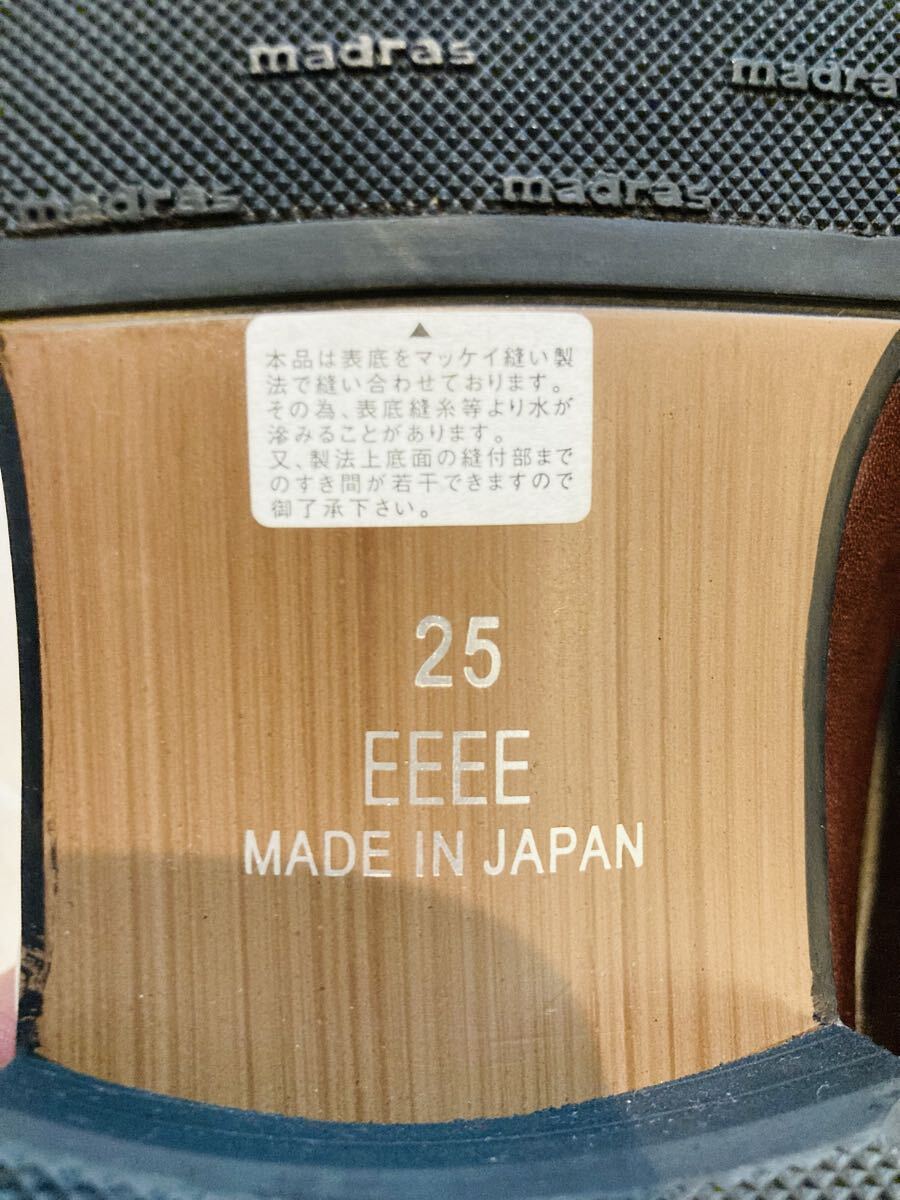 madras
madra
madras
madras
本品は表底をマッケイ縫い製
法で縫い合わせております。
その為、表底縫糸等より水が
滲みることがあります。
又、製法上底面の縫付部まで
のすき間が若干できますので
御了承下さい。
25
EEEE
MADE IN JAPAN